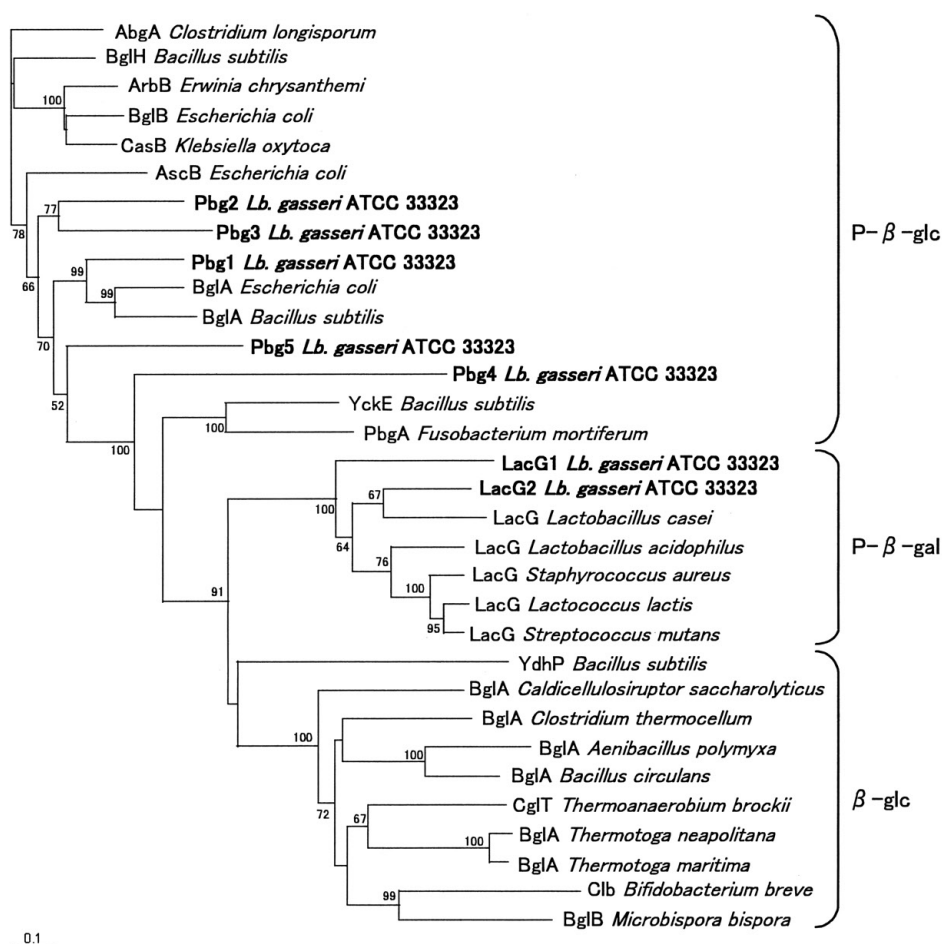 AbgA Clostridium longisporum
BglH Bacillus subtilis
ArbB Erwinia chrysanthemi
100
BglB Escherichia coli
CasB Klebsiella oxytoca
AscB Escherichia coli
Pbg2 Lb. gasseri ATCC 33323
77
Pbg3 Lb. gasseri ATCC 33323
78
P-β-glc
Pbg1 Lb. gasseri ATCC 33323
99
66
BglA Escherichia coli
99
BglA Bacillus subtilis
70
Pbg5 Lb. gasseri ATCC 33323
Pbg4 Lb. gasseri ATCC 33323
52
YckE Bacillus subtilis
100
PbgA Fusobacterium mortiferum
100
LacG1 Lb. gasseri ATCC 33323
LacG2 Lb. gasseri ATCC 33323
67
100
LacG Lactobacillus casei
64
LacG Lactobacillus acidophilus
P-β-gal
76
LacG Staphyrococcus aureus
100
91
LacG Lactococcus lactis
95
LacG Streptococcus mutans
YdhP Bacillus subtilis
BglA Caldicellulosiruptor saccharolyticus
BglA Clostridium thermocellum
100
BglA Aenibacillus polymyxa
100
BglA Bacillus circulans
CglT Thermoanaerobium brockii
β-glc
72
67
BglA Thermotoga neapolitana
100
BglA Thermotoga maritima
Clb Bifidobacterium breve
99
BglB Microbispora bispora
0.1